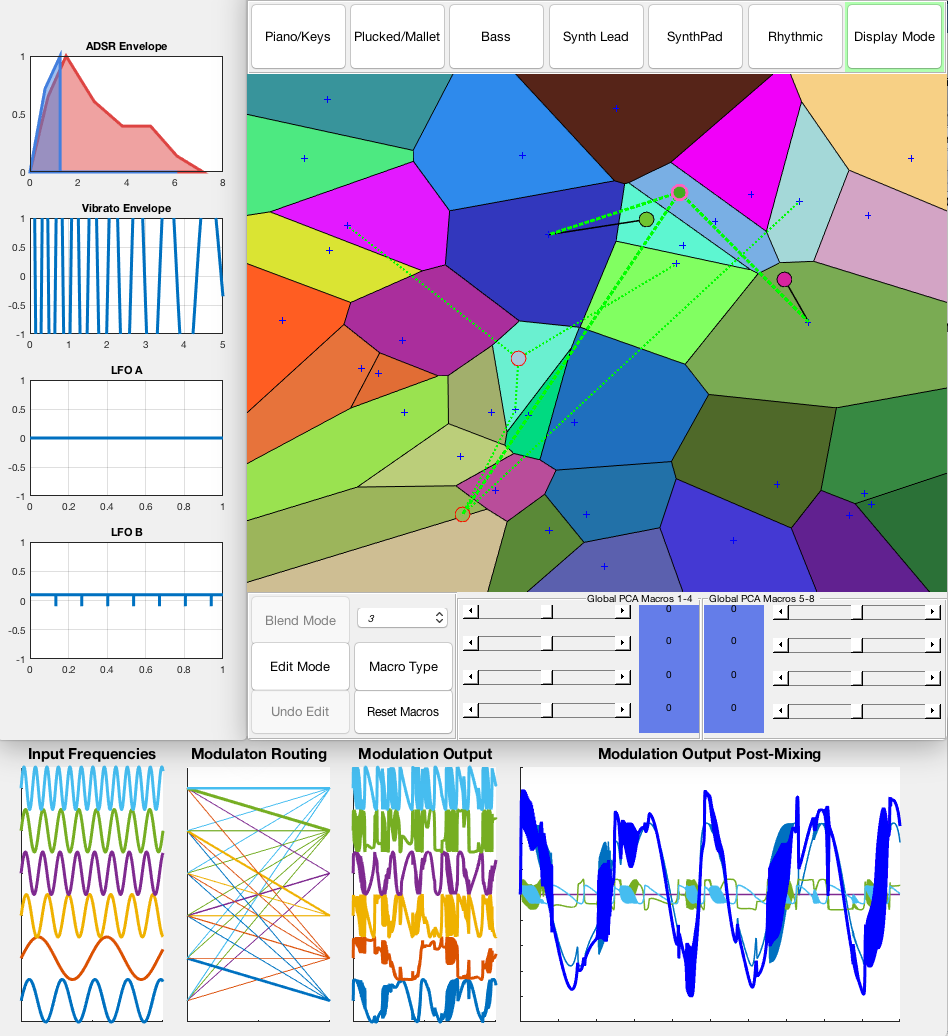 Piano/Keys Plucked/Mallet Bass Synth Lead SynthPad Rhythmic Display Mode
ADSR Envelope
1
0.5
0
0 2 4 6 8
Vibrato Envelope
1
0.5
0
-0.5
-1
0 1 2 3 4 5
LFO A
1
0.5
0
-0.5
-1
0 0.2 0.4 0.6 0.8 1
LFO B
1
0.5
0
-0.5
-1
0 0.2 0.4 0.6 0.8 1
Blend Mode 3
Edit Mode Macro Type
Undo Edit Reset Macros
Global PCA Macros 1-4 Global PCA Macros 5-8
0 0
0 0
0 0
0 0
Input Frequencies Modulaton Routing Modulation Output Modulation Output Post-Mixing